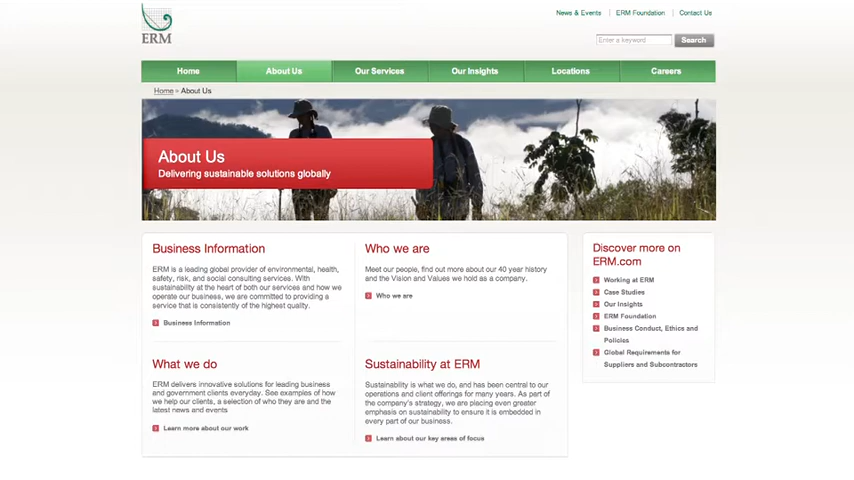 News & Events
ERM Foundation
Contact Us
ERM
Enter a keyword
Search
Home
About Us
Our Services
Our Insights
Locations
Careers
Home » About Us
About Us
Delivering sustainable solutions globally
Business Information
ERM is a leading global provider of environmental, health,
safety, risk, and social consulting services. With
sustainability at the heart of both our services and how we
operate our business, we are committed to providing a
service that is consistently of the highest quality.
Business Information
Who we are
Meet our people, find out more about our 40 year history
and the Vision and Values we hold as a company.
Who we are
What we do
ERM delivers innovative solutions for leading business
and government clients everyday. See examples of how
we help our clients, a selection of who they are and the
latest news and events
Learn more about our work
Sustainability at ERM
Sustainability is what we do, and has been central to our
operations and client offerings for many years. As part of
the company's strategy, we are placing even greater
emphasis on sustainability to ensure it is embedded in
every part of our business.
Learn about our key areas of focus
Discover more on
ERM.com
Working at ERM
Case Studies
Our Insights
ERM Foundation
Business Conduct, Ethics and
Policies
Global Requirements for
Suppliers and Subcontractors